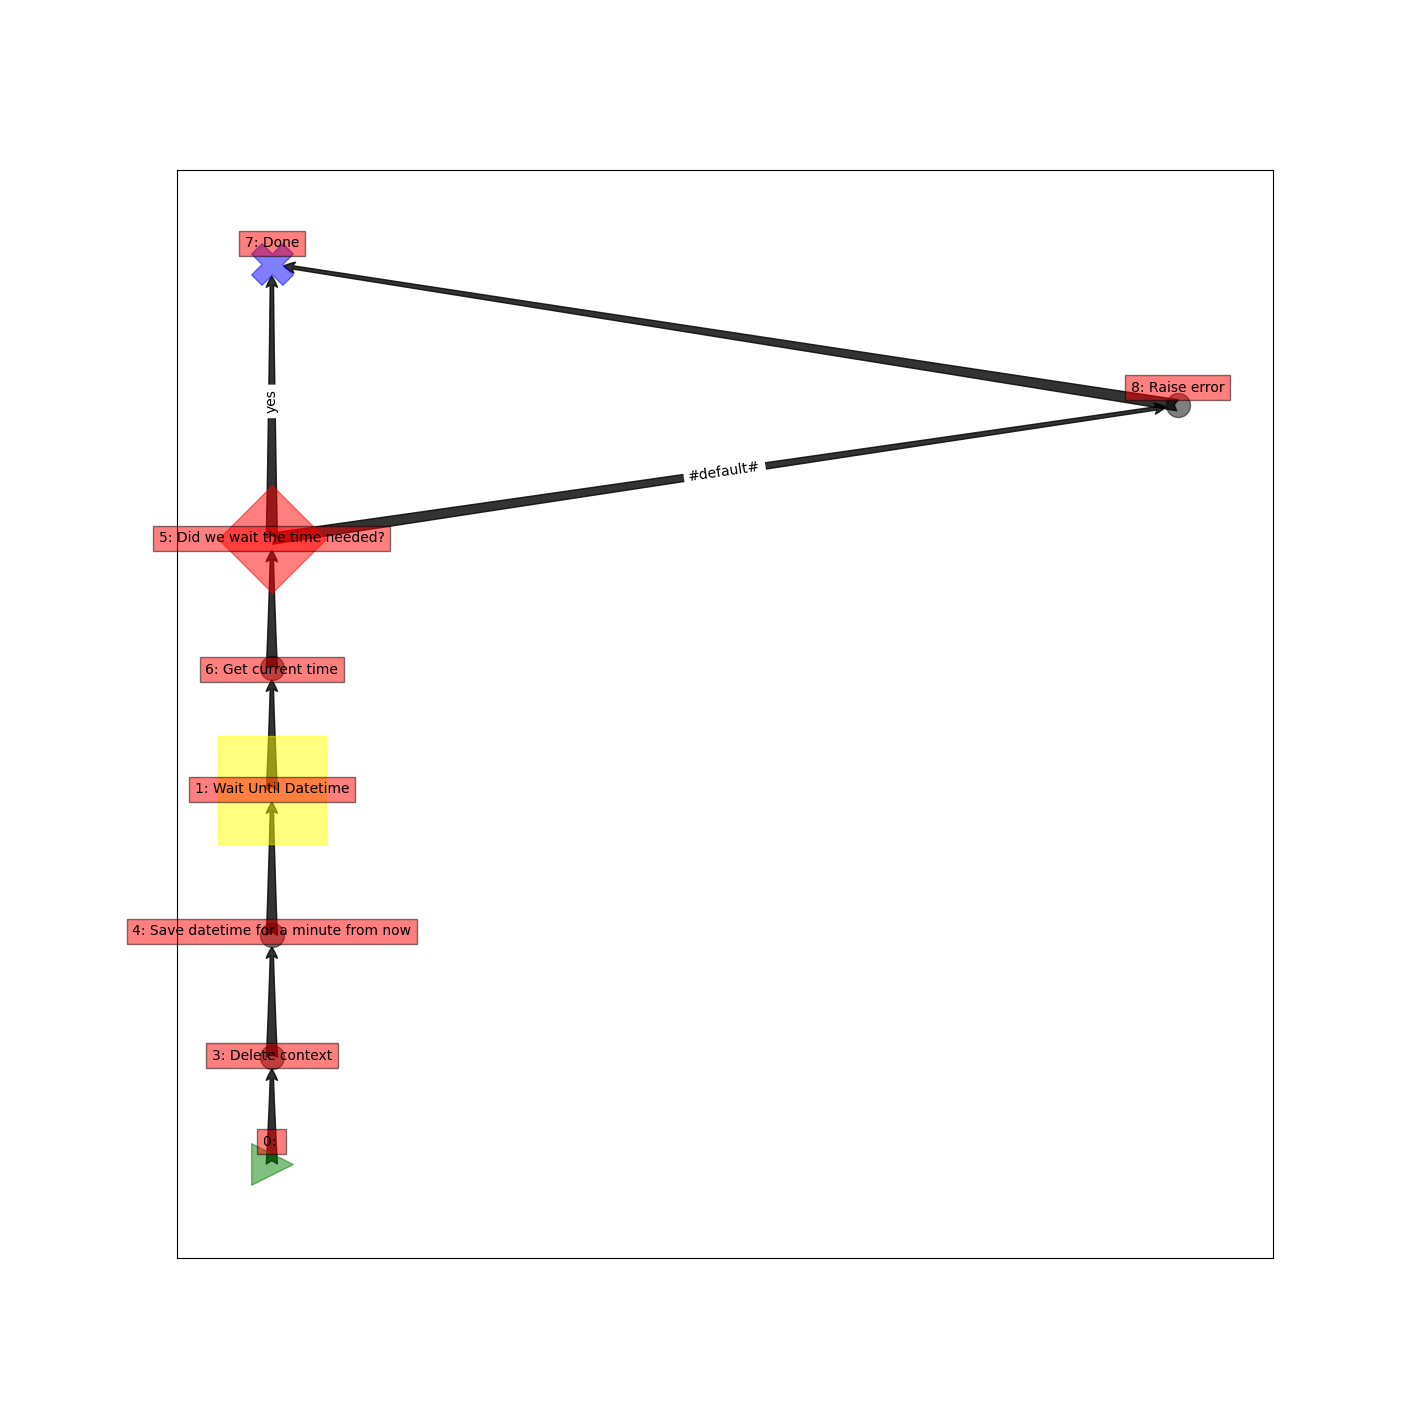 7: Done
8: Raise error
yes
#default#
5: Did we wait the time needed?
6: Get current time
1: Wait Until Datetime
4: Save datetime for a minute from now
3: Delete context
0: